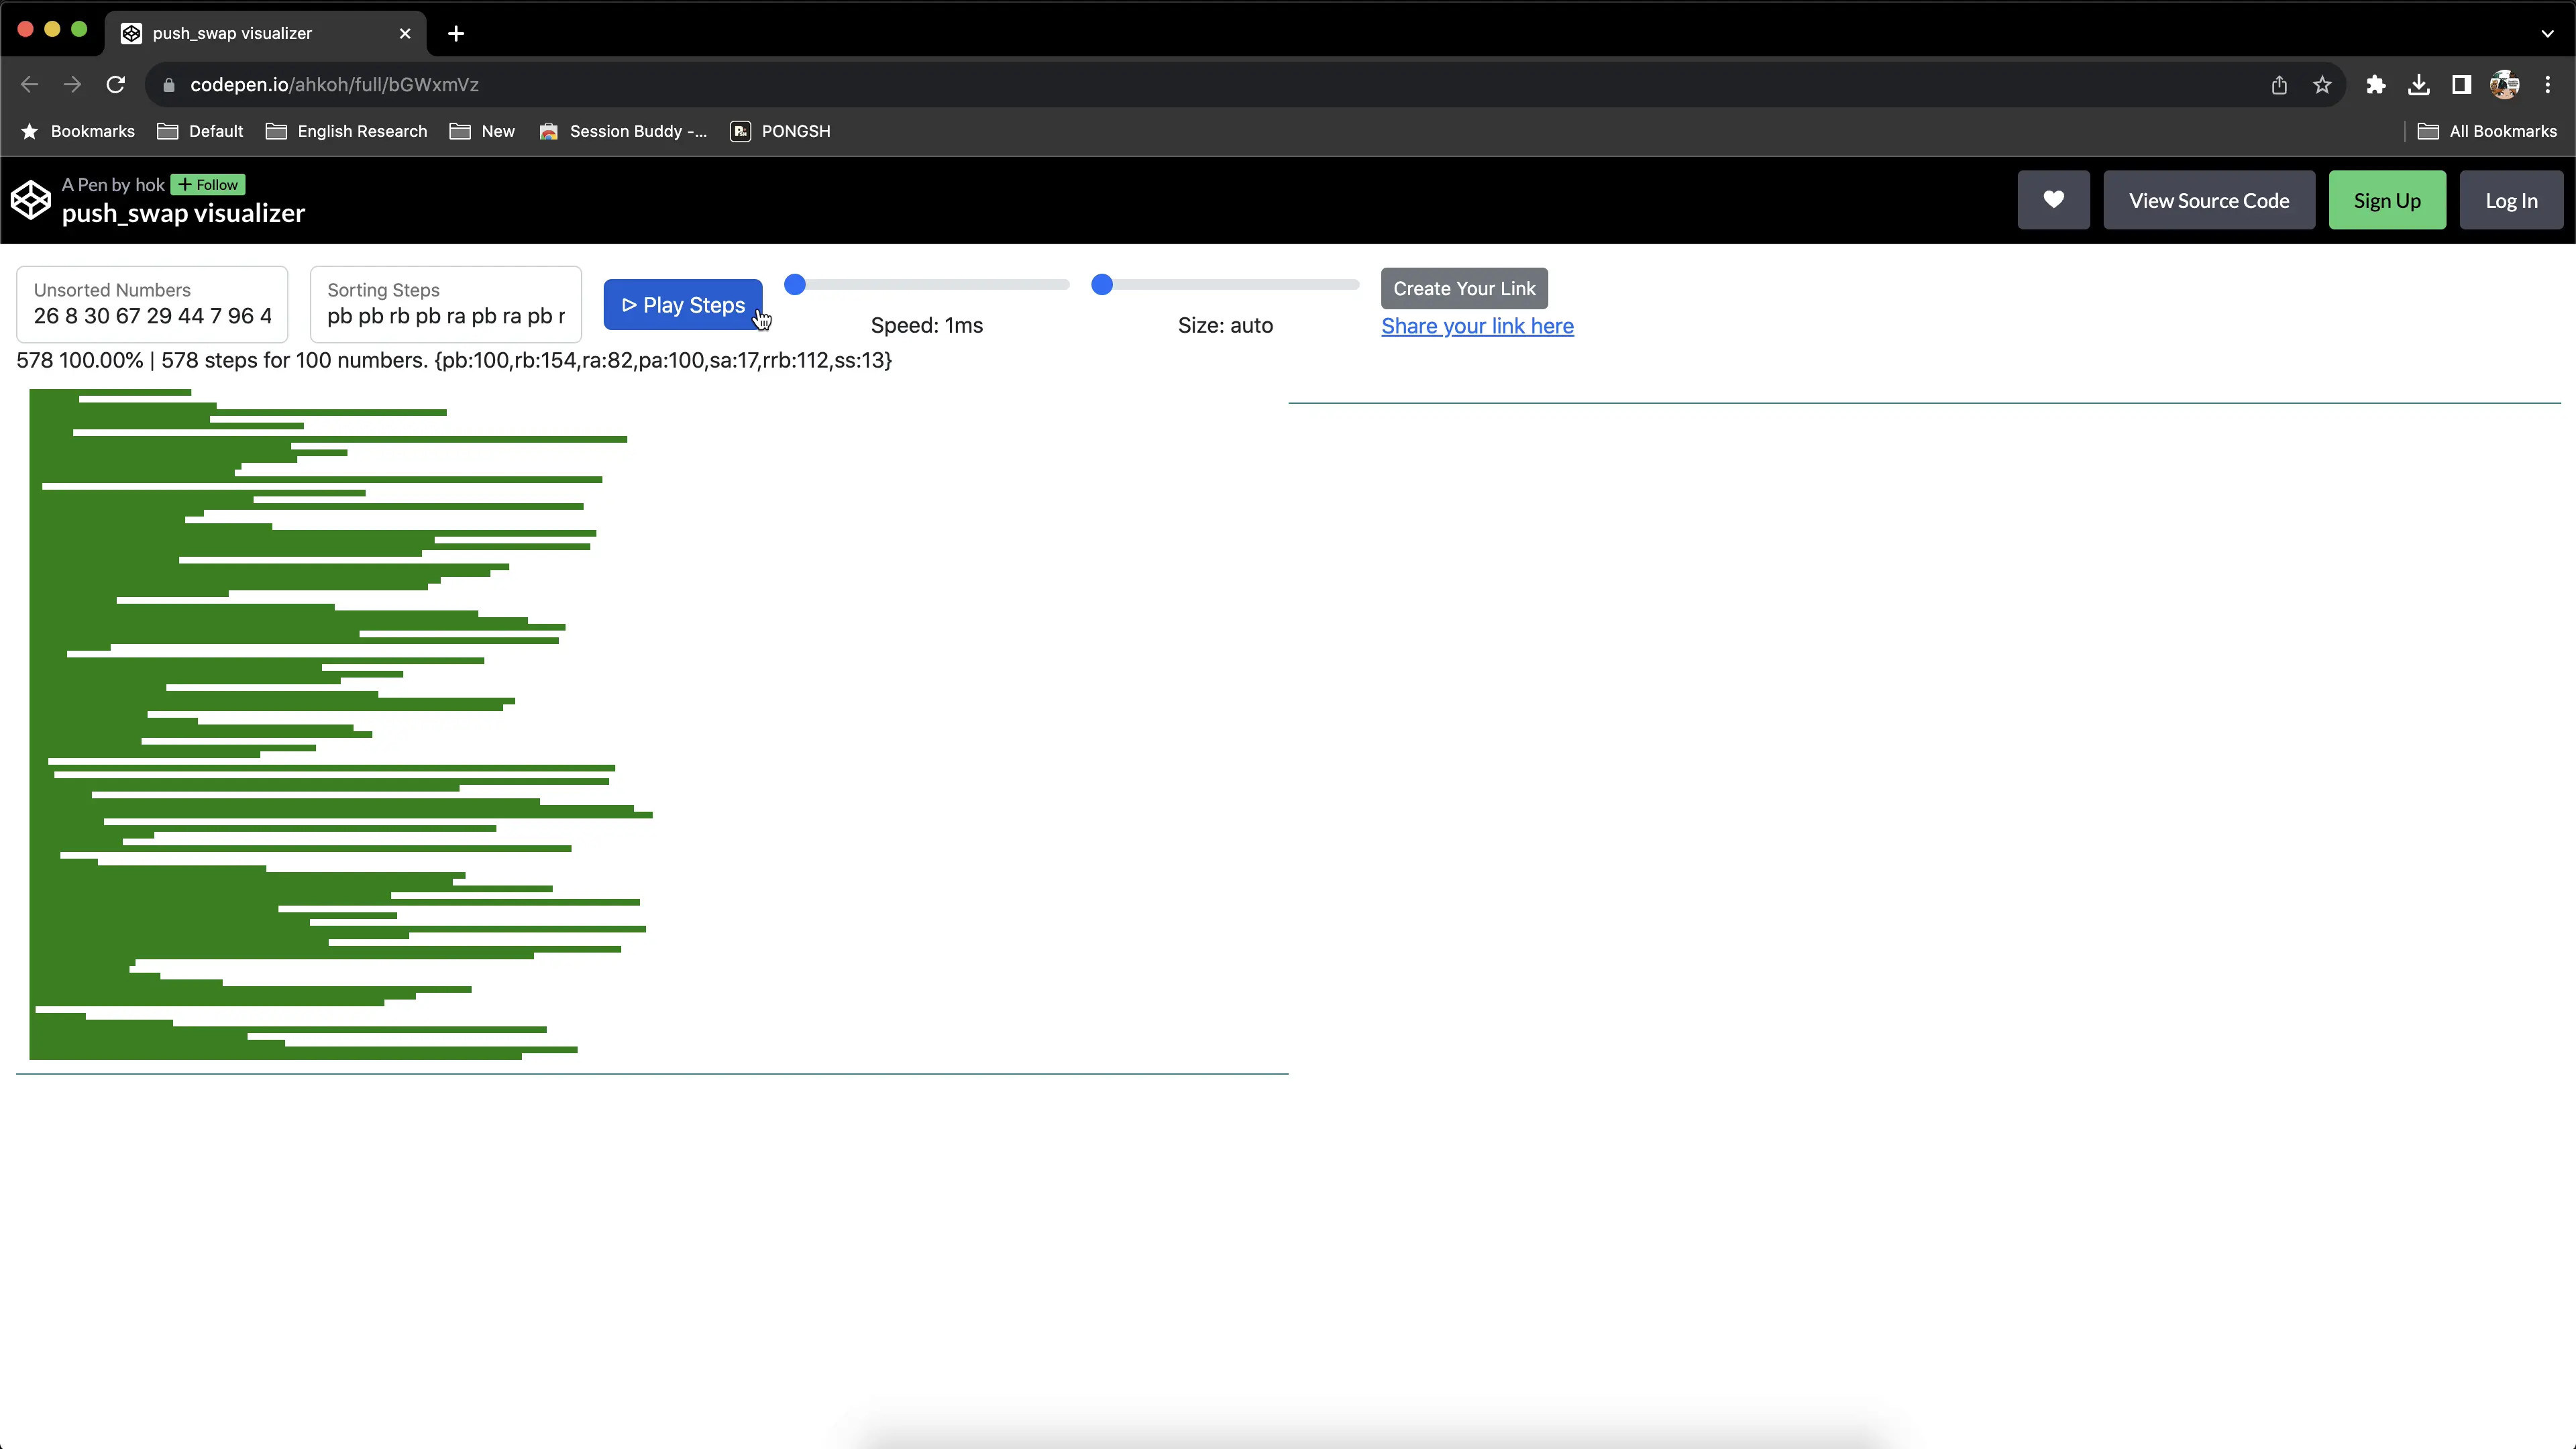 push_swap visualizer
codepen.io/ahkoh/full/bGWxmVz
Bookmarks Default English Research New Session Buddy -... PONGSH All Bookmarks
A Pen by hok + Follow
push_swap visualizer
View Source Code Sign Up Log In
Unsorted Numbers
26 8 30 67 29 44 7 96 4
Sorting Steps
pb pb rb pb ra pb ra pb r
Play Steps
Speed: 1ms
Size: auto
Create Your Link
Share your link here
578 100.00% | 578 steps for 100 numbers. {pb:100,rb:154,ra:82,pa:100,sa:17,rrb:112,ss:13}